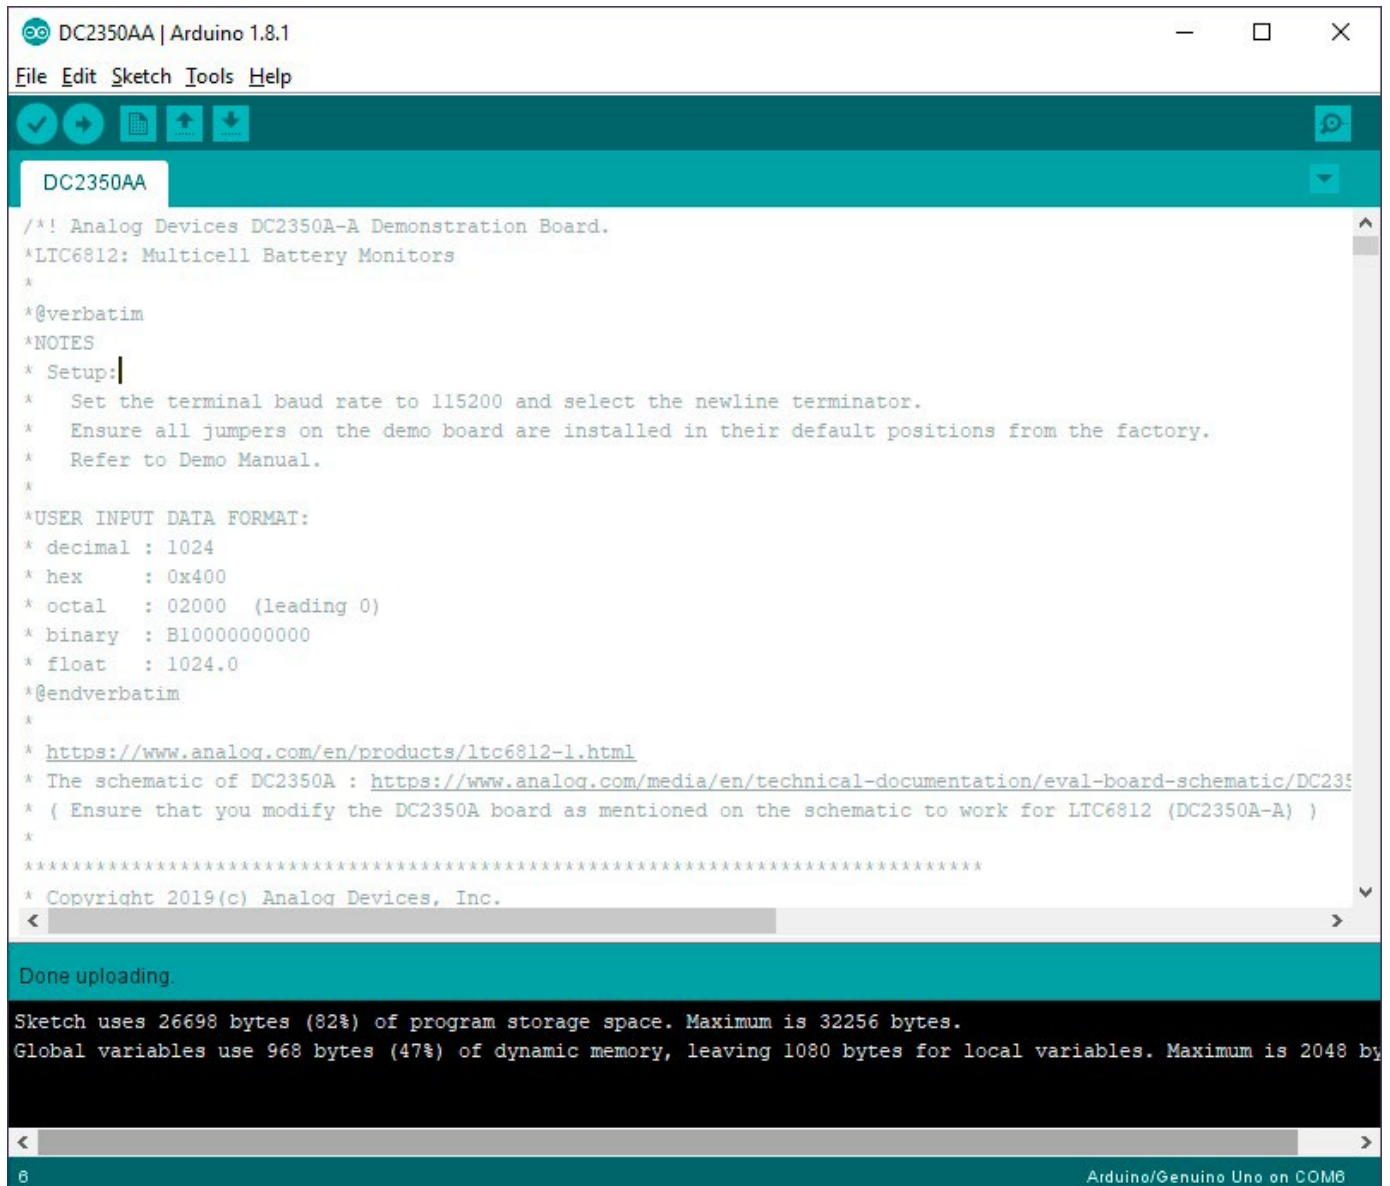 DC2350AA | Arduino 1.8.1
File Edit Sketch Tools Help
DC2350AA
/*! Analog Devices DC2350A-A Demonstration Board.
*LTC6812: Multicell Battery Monitors
*
*@verbatim
*NOTES
* Setup:
*   Set the terminal baud rate to 115200 and select the newline terminator.
*   Ensure all jumpers on the demo board are installed in their default positions from the factory.
*   Refer to Demo Manual.
*
*USER INPUT DATA FORMAT:
* decimal : 1024
* hex     : 0x400
* octal   : 02000  (leading 0)
* binary  : B10000000000
* float   : 1024.0
*@endverbatim
*
* https://www.analog.com/en/products/ltc6812-1.html
* The schematic of DC2350A : https://www.analog.com/media/en/technical-documentation/eval-board-schematic/DC235
* ( Ensure that you modify the DC2350A board as mentioned on the schematic to work for LTC6812 (DC2350A-A) )
*
********************************************************************************
* Copyright 2019(c) Analog Devices, Inc.
Done uploading.
Sketch uses 26698 bytes (82%) of program storage space. Maximum is 32256 bytes.
Global variables use 968 bytes (47%) of dynamic memory, leaving 1080 bytes for local variables. Maximum is 2048 by
6
Arduino/Genuino Uno on COM6